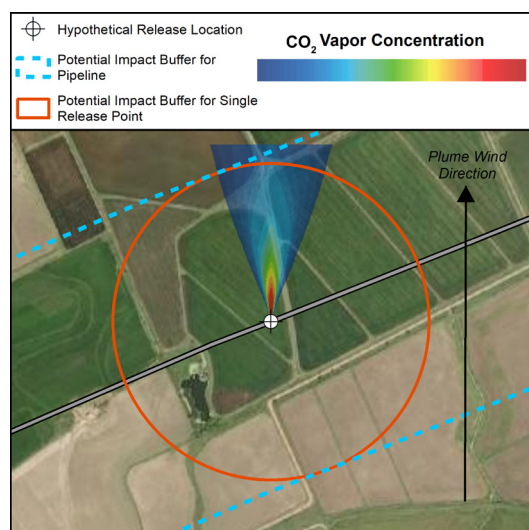 Hypothetical Release Location
Potential Impact Buffer for
Pipeline
Potential Impact Buffer for Single
Release Point
CO₂ Vapor Concentration
Plume Wind
Direction